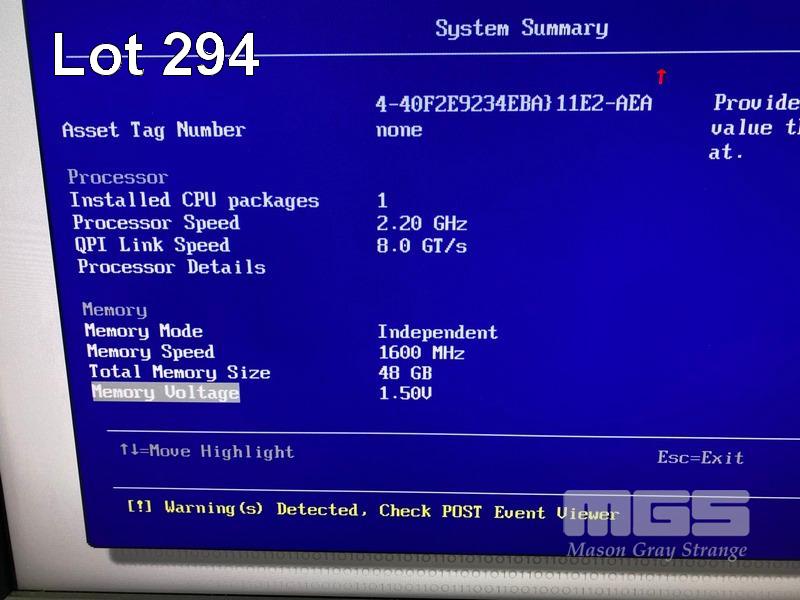 System Summary
Lot 294
↑
4-40F2E9234EBA}11E2-AEA
Provide
Asset Tag Number none
value
at.
Processor
Installed CPU packages 1
Processor Speed 2.20 GHz
QPI Link Speed 8.0 GT/s
Processor Details
Memory
Memory Mode Independent
Memory Speed 1600 MHz
Total Memory Size 48 GB
Memory Voltage 1.50V
↑↓=Move Highlight Esc=Exit
[!] Warning(s) Detected, Check POST Event Viewer
MGS
Mason Gray Strange